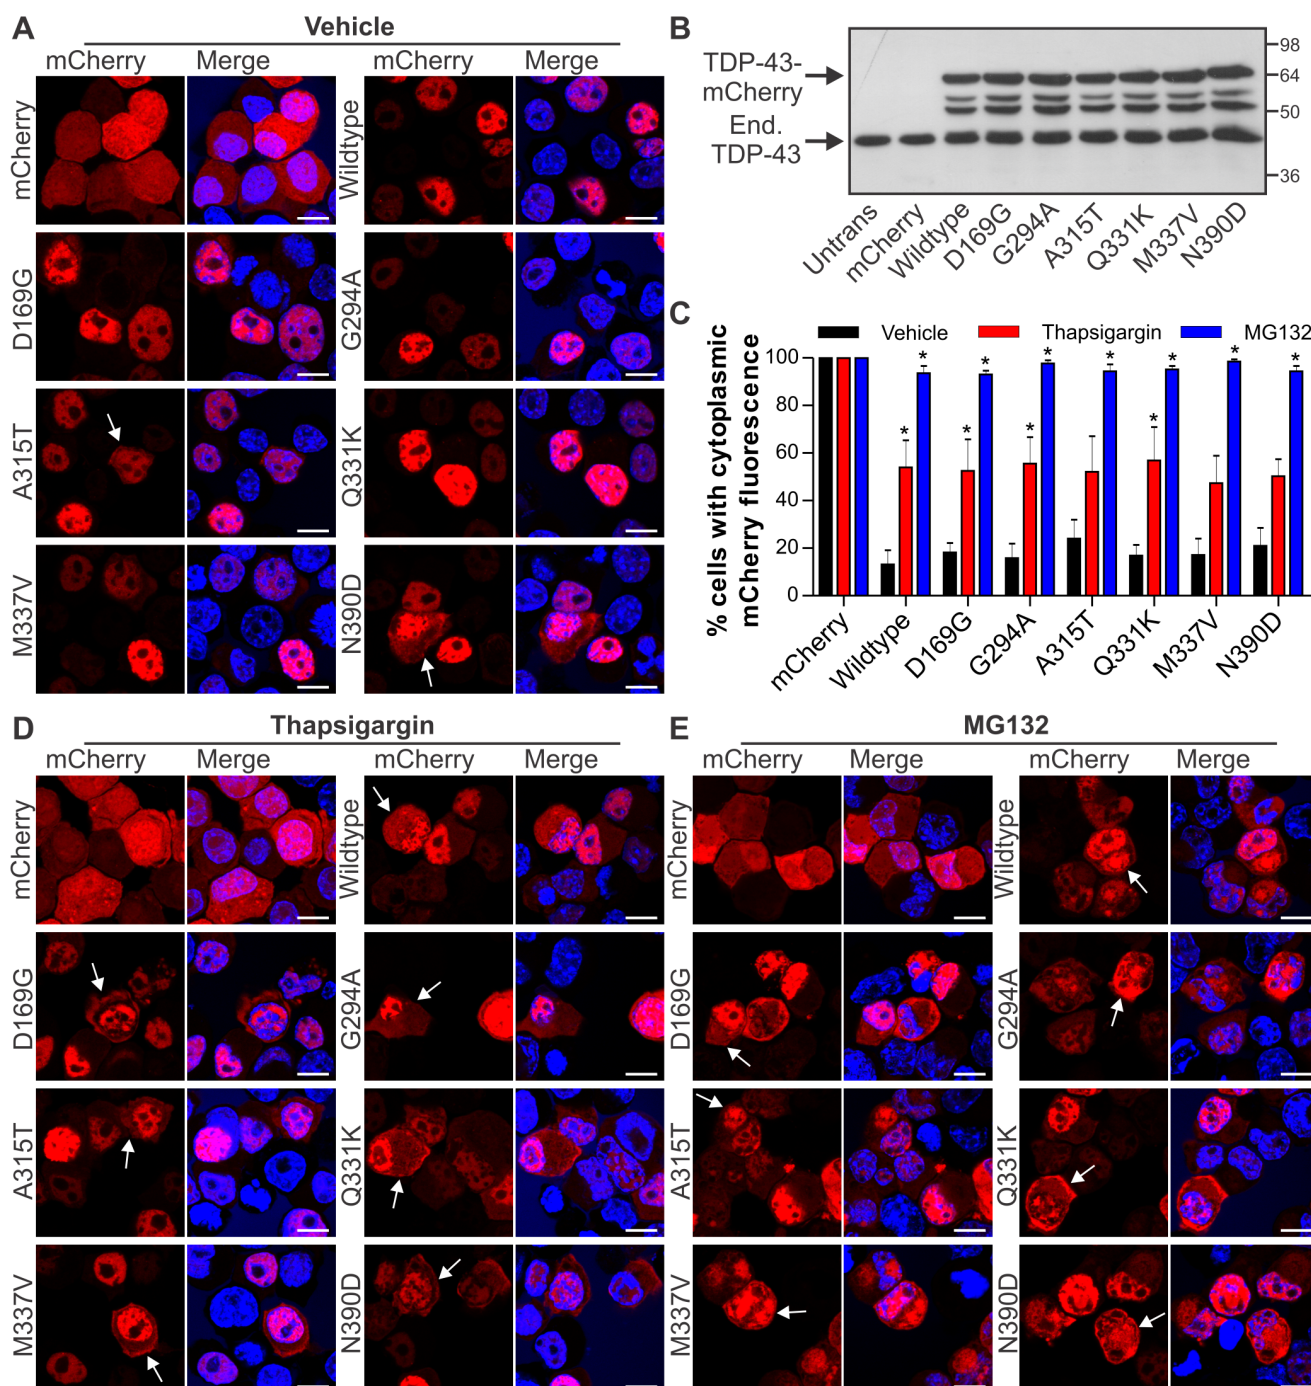 A
Vehicle
mCherry
Merge
mCherry
Merge
mCherry
Wildtype
D169G
G294A
A315T
Q331K
M337V
N390D
B
TDP-43-
mCherry
End.
TDP-43
98
64
50
36
Untrans
mCherry
Wildtype
D169G
G294A
A315T
Q331K
M337V
N390D
C
Vehicle
Thapsigargin
MG132
% cells with cytoplasmic
mCherry fluorescence
100
80
60
40
20
0
* * * * * * *
* * * *
mCherry
Wildtype
D169G
G294A
A315T
Q331K
M337V
N390D
D
Thapsigargin
mCherry
Merge
mCherry
Merge
mCherry
Wildtype
D169G
G294A
A315T
Q331K
M337V
N390D
E
MG132
mCherry
Merge
mCherry
Merge
mCherry
Wildtype
D169G
G294A
A315T
Q331K
M337V
N390D